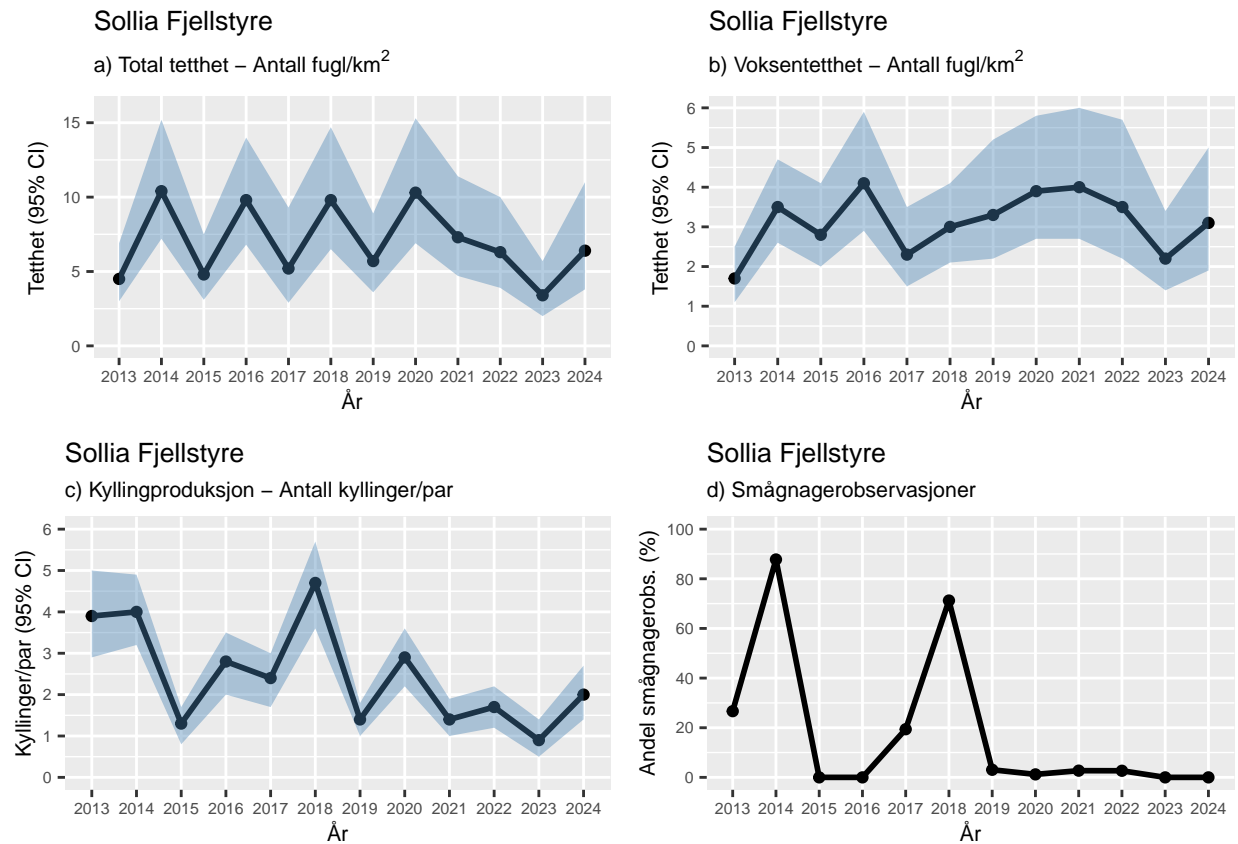 Sollia Fjellstyre
a) Total tetthet – Antall fugl/km²
Tetthet (95% CI)
15
10
5
0
2013 2014 2015 2016 2017 2018 2019 2020 2021 2022 2023 2024
År
Sollia Fjellstyre
b) Voksentetthet – Antall fugl/km²
Tetthet (95% CI)
6
5
4
3
2
1
0
2013 2014 2015 2016 2017 2018 2019 2020 2021 2022 2023 2024
År
Sollia Fjellstyre
c) Kyllingproduksjon – Antall kyllinger/par
Kyllinger/par (95% CI)
6
5
4
3
2
1
0
2013 2014 2015 2016 2017 2018 2019 2020 2021 2022 2023 2024
År
Sollia Fjellstyre
d) Smågnagerobservasjoner
Andel smågnagerobs. (%)
100
80
60
40
20
0
2013 2014 2015 2016 2017 2018 2019 2020 2021 2022 2023 2024
År